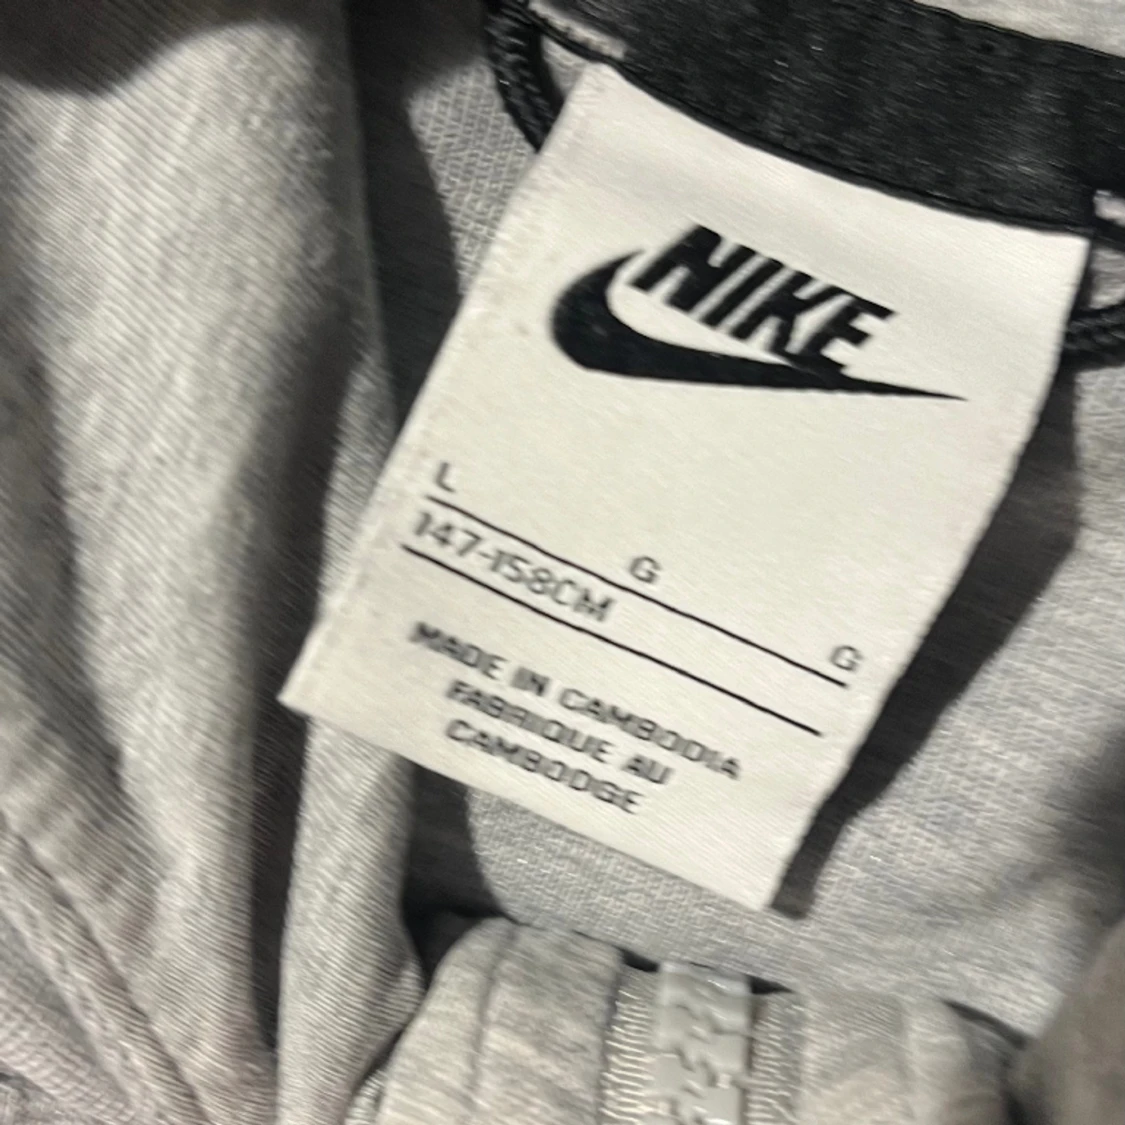 NIKE
L G G
147-158CM
MADE IN CAMBODIA
FABRIQUE AU
CAMBODGE